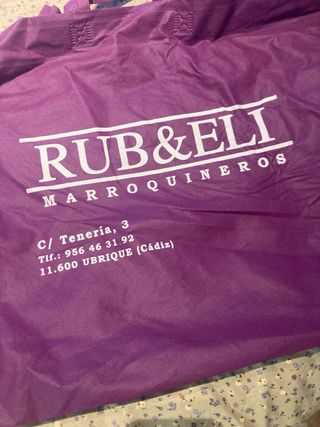 RUB&ELI
MARROQUINEROS
C/ Tenería, 3
Tlf.: 956 46 31 92
11.600 UBRIQUE (Cádiz)